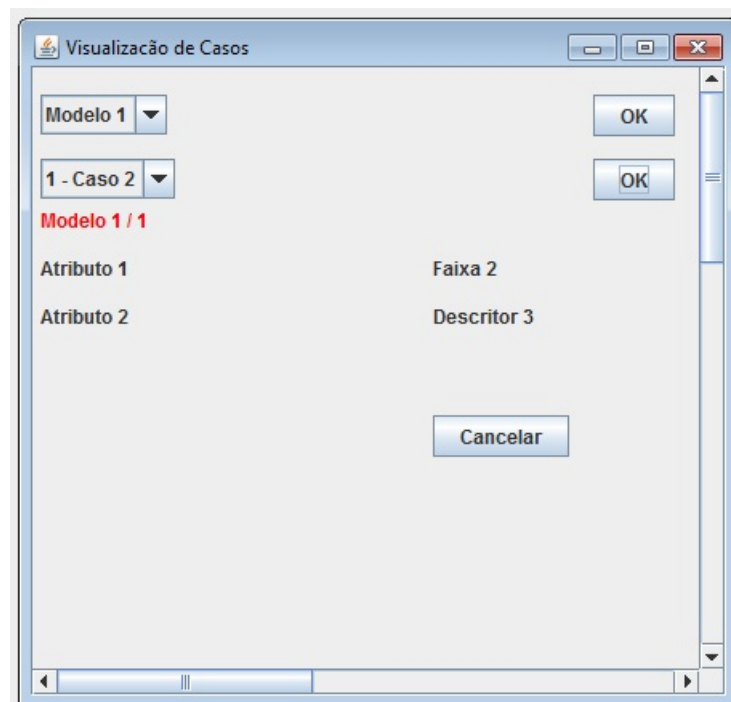 Visualizacão de Casos
Modelo 1 OK
1 - Caso 2 OK
Modelo 1 / 1
Atributo 1 Faixa 2
Atributo 2 Descritor 3
Cancelar